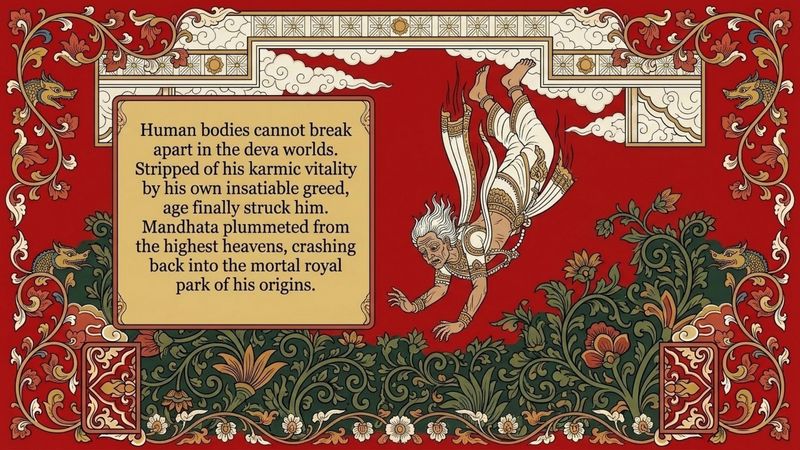 Human bodies cannot break
apart in the deva worlds.
Stripped of his karmic vitality
by his own insatiable greed,
age finally struck him.
Mandhata plummeted from
the highest heavens, crashing
back into the mortal royal
park of his origins.